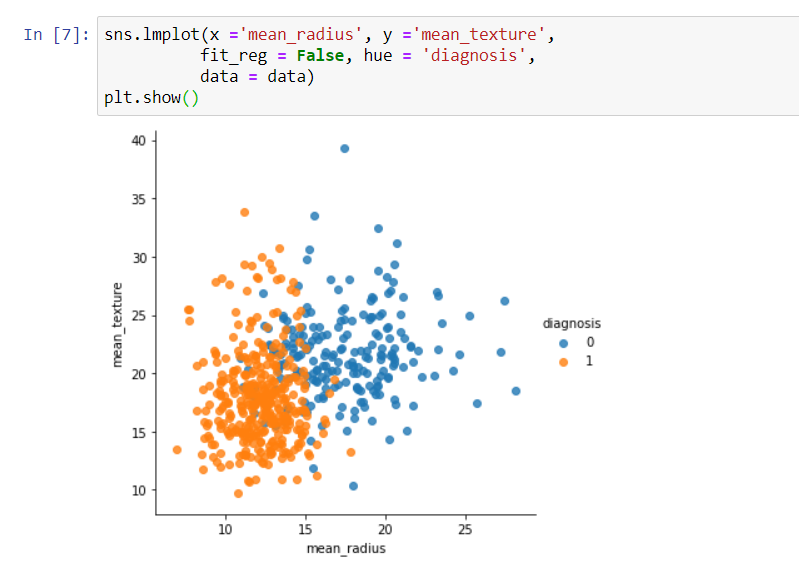 In [7]: sns.lmplot(x ='mean_radius', y ='mean_texture',
fit_reg = False, hue = 'diagnosis',
data = data)
plt.show()
40
35
30
25
20
15
10
mean_texture
10 15 20 25
mean_radius
diagnosis
0
1